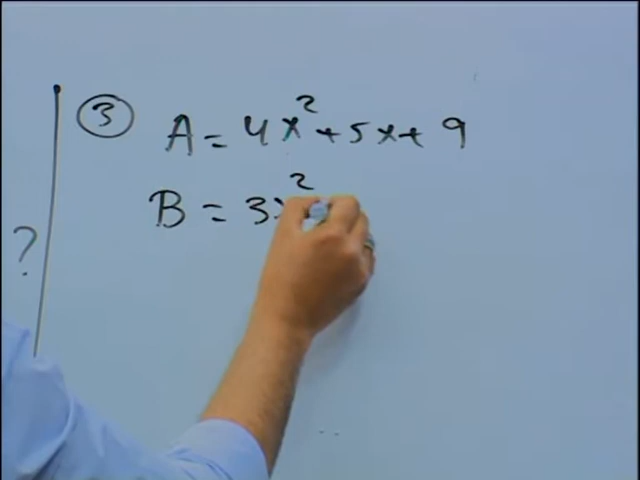 ③ A = 4x² + 5x + 9
B = 3x²
?